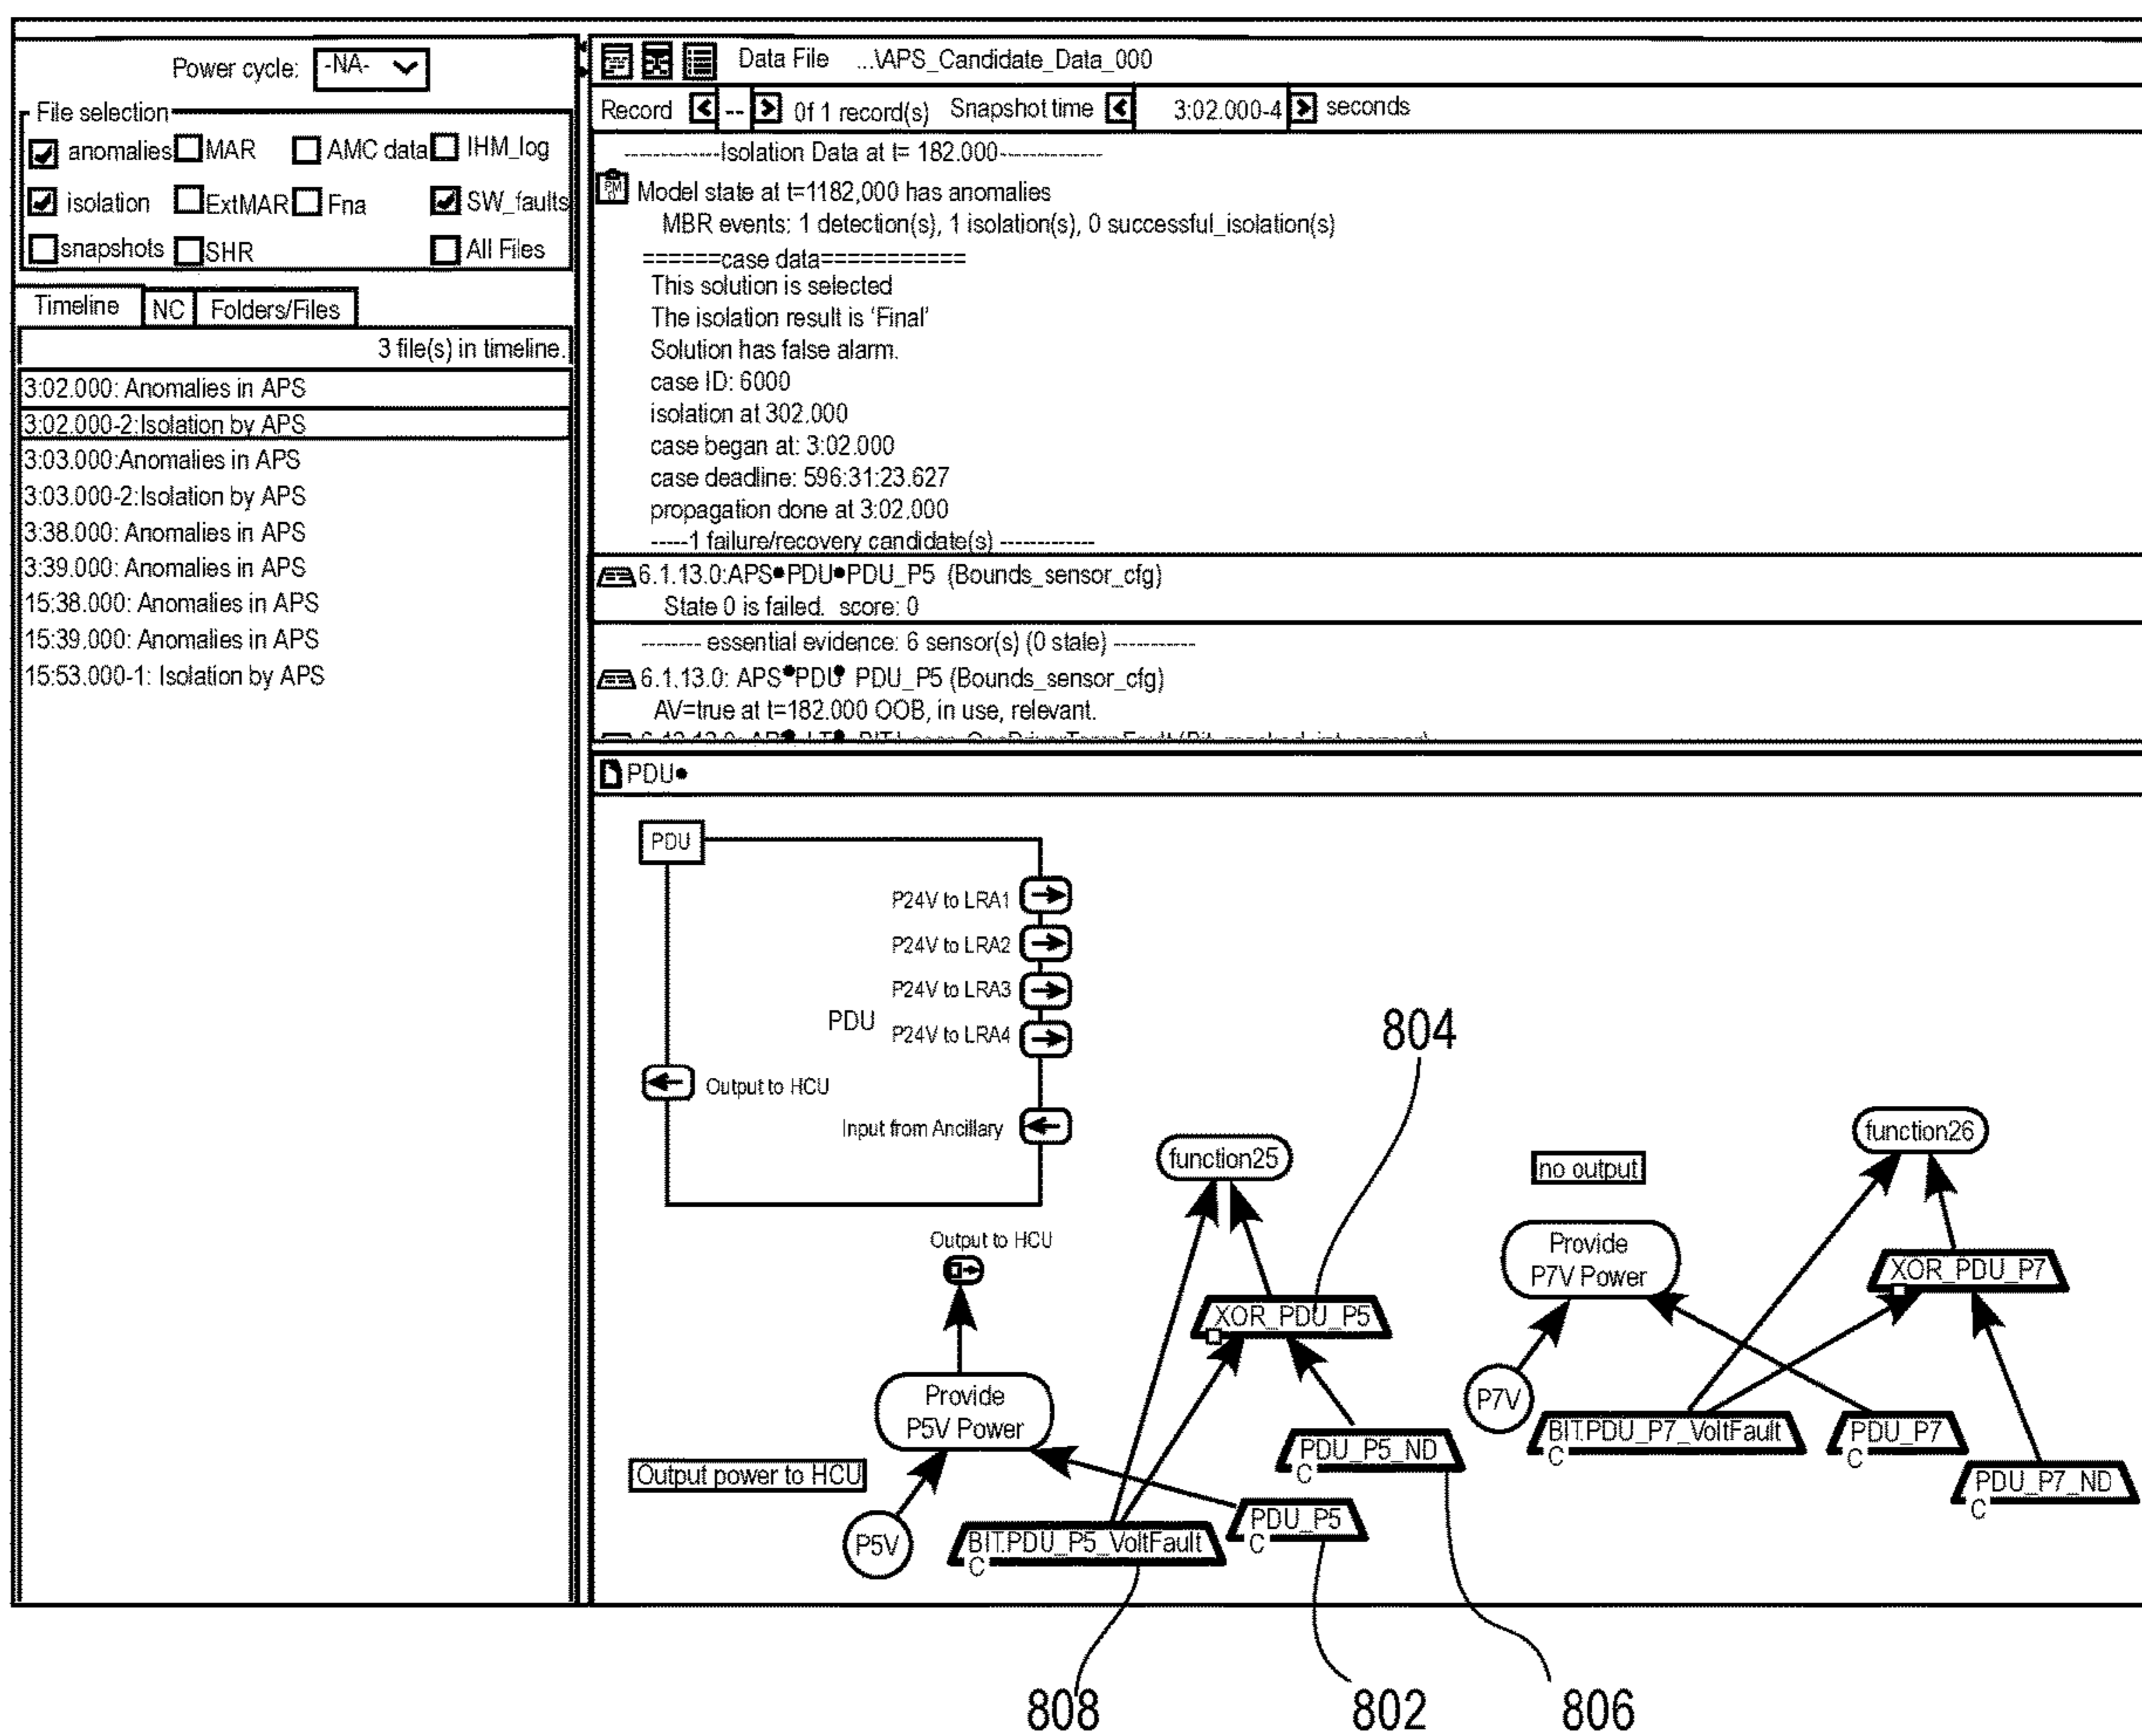 Power cycle: -NA-
File selection
anomalies MAR AMC data IHM_log
isolation ExtMAR Fna SW_faults
snapshots SHR All Files
Timeline NC Folders/Files
3 file(s) in timeline.
3:02.000: Anomalies in APS
3:02.000-2:Isolation by APS
3:03.000:Anomalies in APS
3:03.000-2:Isolation by APS
3:38.000: Anomalies in APS
3:39.000: Anomalies in APS
15:38.000: Anomalies in APS
15:39.000: Anomalies in APS
15:53.000-1: Isolation by APS
Data File ...\APS_Candidate_Data_000
Record -- 0f 1 record(s) Snapshot time 3:02.000-4 seconds
-------------Isolation Data at t= 182.000-------------
Model state at t=1182,000 has anomalies
MBR events: 1 detection(s), 1 isolation(s), 0 successful_isolation(s)
======case data===========
This solution is selected
The isolation result is 'Final'
Solution has false alarm.
case ID: 6000
isolation at 302.000
case began at: 3:02.000
case deadline: 596:31:23.627
propagation done at 3:02.000
-----1 failure/recovery candidate(s) -------------
6.1.13.0:APS•PDU•PDU_P5 (Bounds_sensor_cfg)
State 0 is failed. score: 0
-------- essential evidence: 6 sensor(s) (0 stale) -----------
6.1.13.0: APS•PDU• PDU_P5 (Bounds_sensor_cfg)
AV=true at t=182.000 OOB, in use, relevant.
PDU•
PDU
P24V to LRA1
P24V to LRA2
P24V to LRA3
PDU P24V to LRA4
Output to HCU
Input from Ancillary
804
function25
function26
no output
Output to HCU
Provide
P7V Power
XOR_PDU_P7
XOR_PDU_P5
Provide
P5V Power
P7V
BIT.PDU_P7_VoltFault
C
PDU_P7
C
PDU_P5_ND
C
PDU_P7_ND
C
Output power to HCU
P5V
BIT.PDU_P5_VoltFault
C
PDU_P5
C
808 802 806